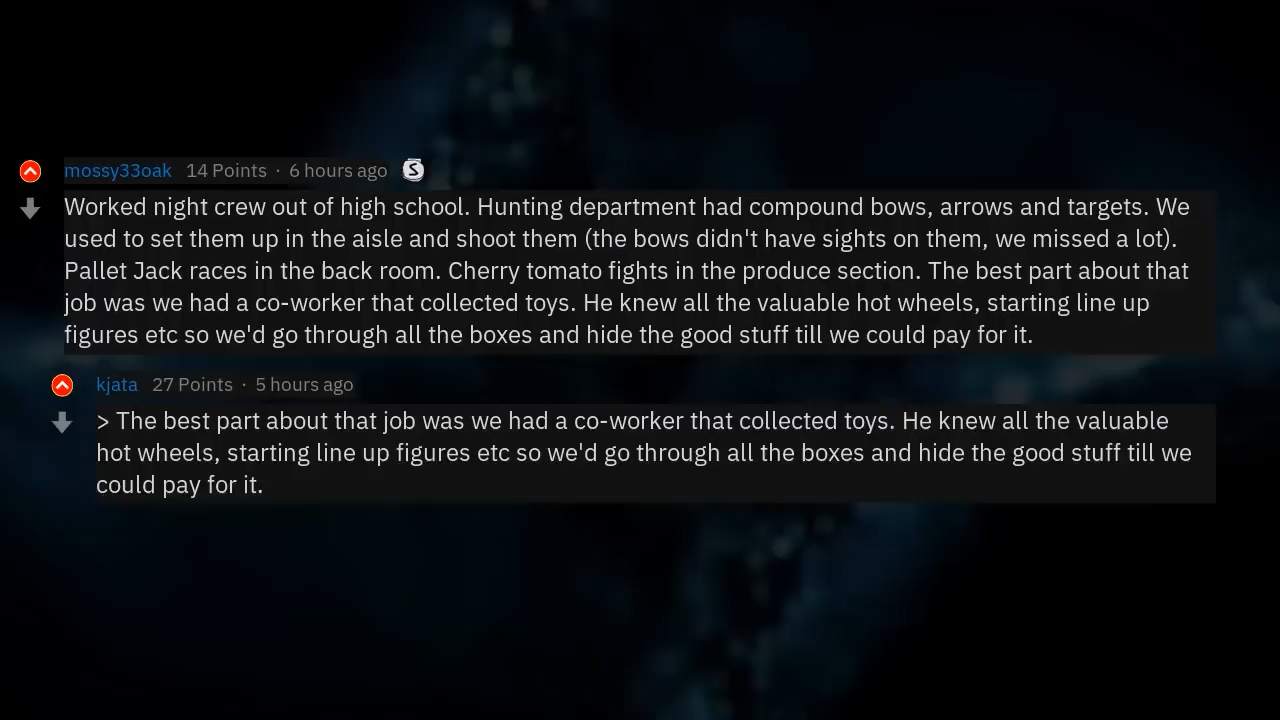 mossy33oak 14 Points · 6 hours ago S
Worked night crew out of high school. Hunting department had compound bows, arrows and targets. We
used to set them up in the aisle and shoot them (the bows didn't have sights on them, we missed a lot).
Pallet Jack races in the back room. Cherry tomato fights in the produce section. The best part about that
job was we had a co-worker that collected toys. He knew all the valuable hot wheels, starting line up
figures etc so we'd go through all the boxes and hide the good stuff till we could pay for it.
kjata 27 Points · 5 hours ago
> The best part about that job was we had a co-worker that collected toys. He knew all the valuable
hot wheels, starting line up figures etc so we'd go through all the boxes and hide the good stuff till we
could pay for it.